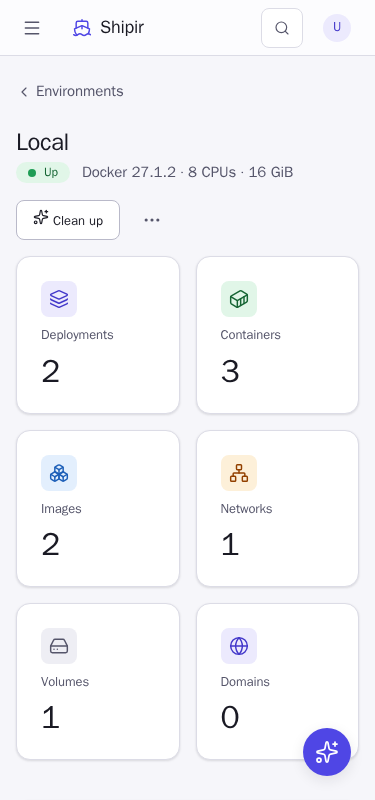 Shipir
U
Environments
Local
Up
Docker 27.1.2 · 8 CPUs · 16 GiB
Clean up
Deployments
2
Containers
3
Images
2
Networks
1
Volumes
1
Domains
0